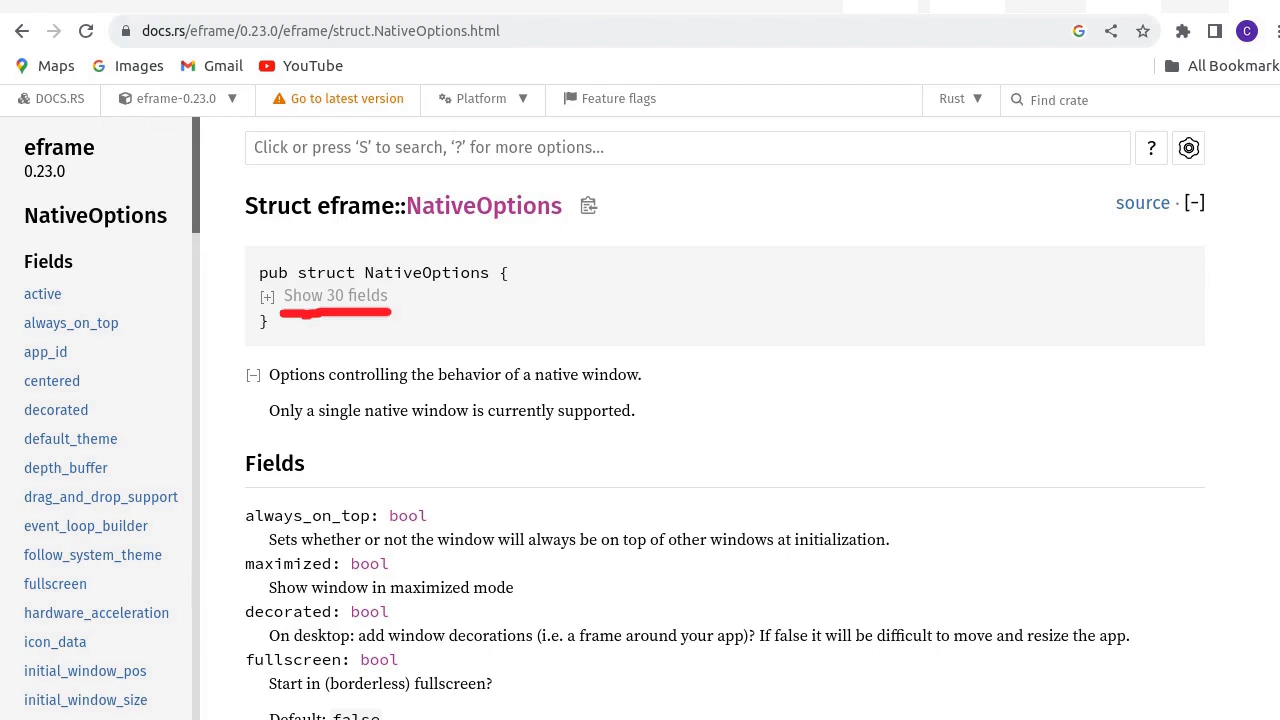 docs.rs/eframe/0.23.0/eframe/struct.NativeOptions.html
C
Maps Images Gmail YouTube All Bookmark
DOCS.RS eframe-0.23.0 Go to latest version Platform Feature flags Rust Find crate
eframe
0.23.0
NativeOptions
Fields
active
always_on_top
app_id
centered
decorated
default_theme
depth_buffer
drag_and_drop_support
event_loop_builder
follow_system_theme
fullscreen
hardware_acceleration
icon_data
initial_window_pos
initial_window_size
Click or press ‘S’ to search, ‘?’ for more options…
?
Struct eframe::NativeOptions
source · [−]
pub struct NativeOptions {
[+] Show 30 fields
}
[−] Options controlling the behavior of a native window.
Only a single native window is currently supported.
Fields
always_on_top: bool
Sets whether or not the window will always be on top of other windows at initialization.
maximized: bool
Show window in maximized mode
decorated: bool
On desktop: add window decorations (i.e. a frame around your app)? If false it will be difficult to move and resize the app.
fullscreen: bool
Start in (borderless) fullscreen?
Default: false